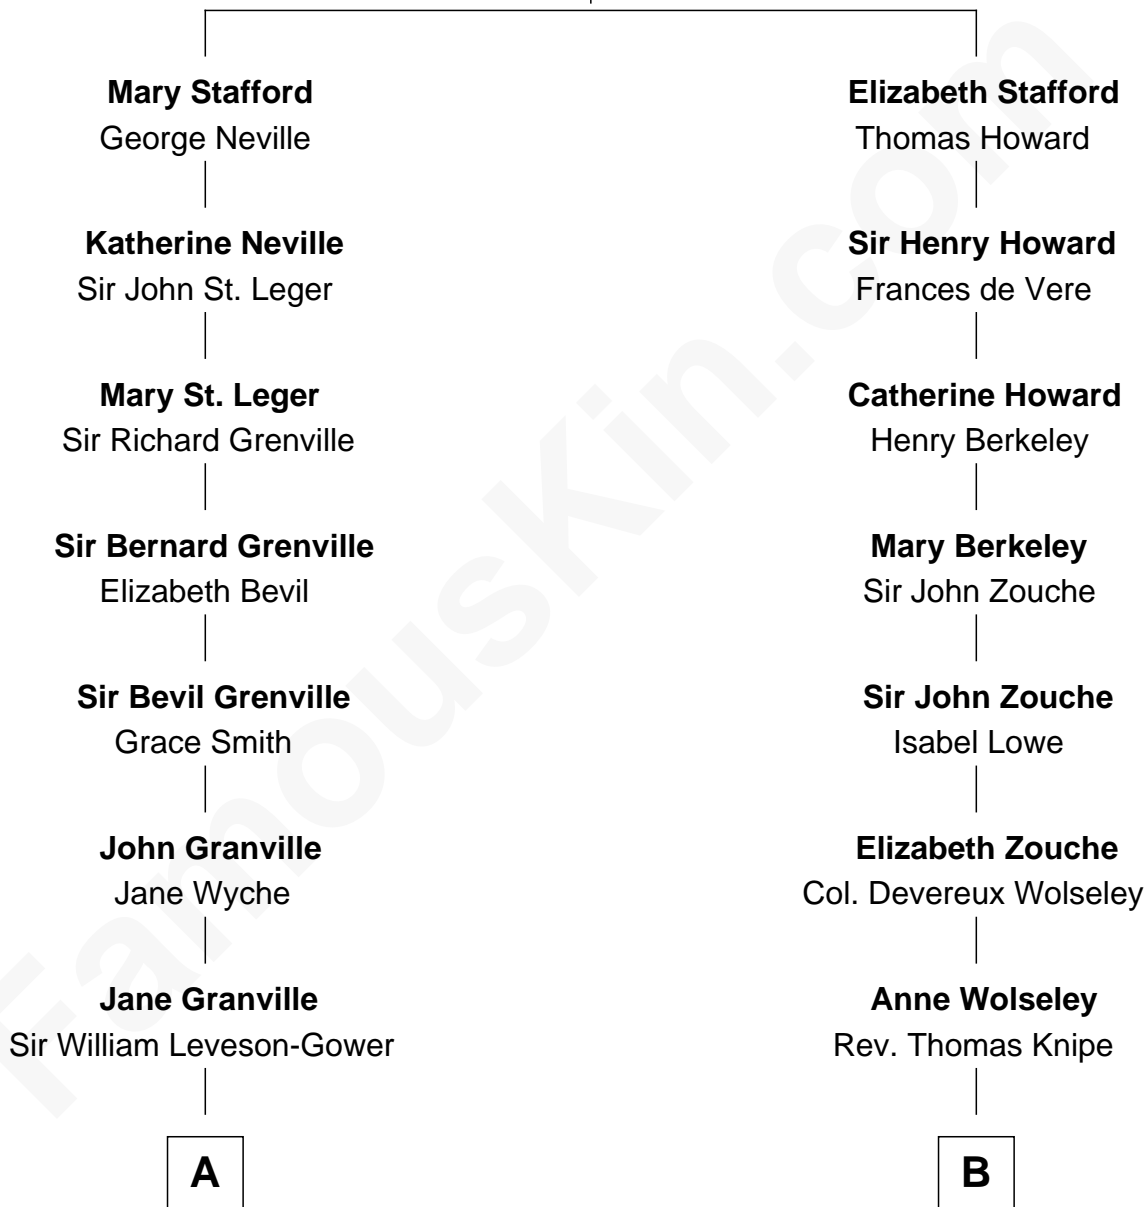 Mary Stafford
George Neville
Katherine Neville
Sir John St. Leger
Mary St. Leger
Sir Richard Grenville
Sir Bernard Grenville
Elizabeth Bevil
Sir Bevil Grenville
Grace Smith
John Granville
Jane Wyche
Jane Granville
Sir William Leveson-Gower
A
Elizabeth Stafford
Thomas Howard
Sir Henry Howard
Frances de Vere
Catherine Howard
Henry Berkeley
Mary Berkeley
Sir John Zouche
Sir John Zouche
Isabel Lowe
Elizabeth Zouche
Col. Devereux Wolseley
Anne Wolseley
Rev. Thomas Knipe
B
FamousKin.com